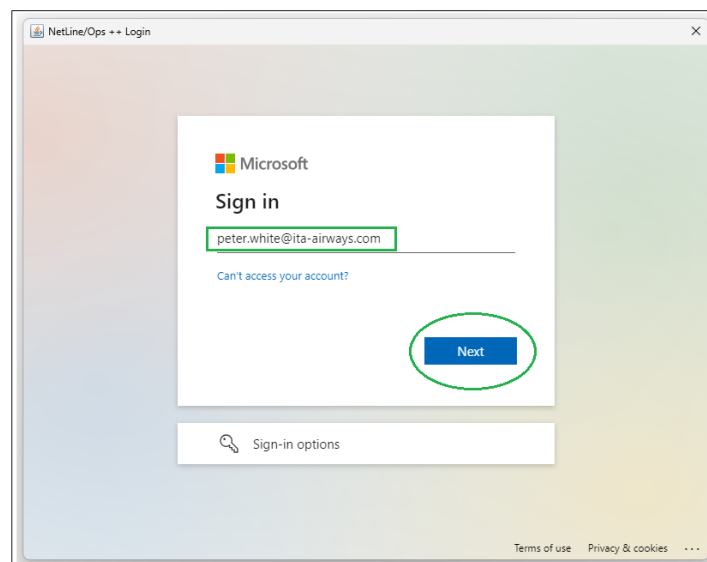 NetLine/Ops ++ Login
Microsoft
Sign in
peter.white@ita-airways.com
Can't access your account?
Next
Sign-in options
Terms of use Privacy & cookies ...